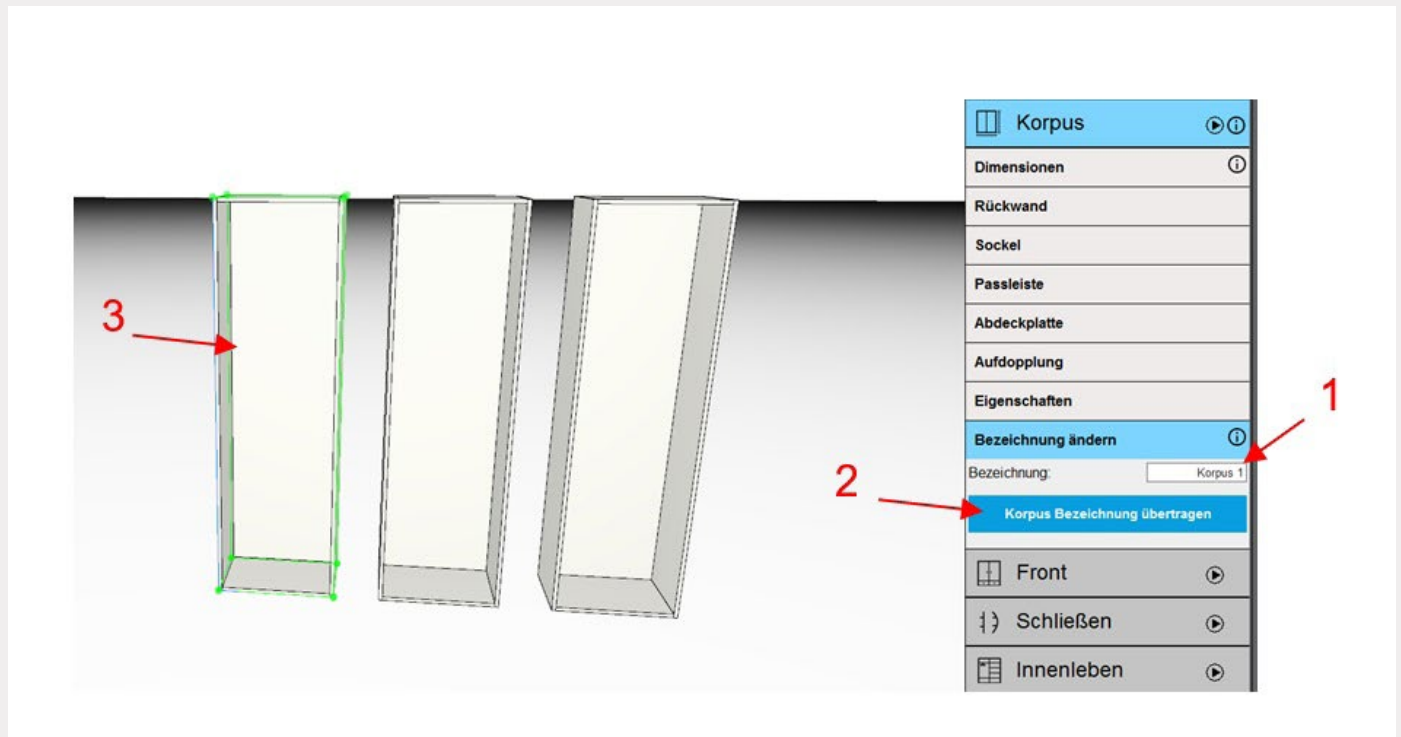 Korpus
Dimensionen
Rückwand
Sockel
Passleiste
Abdeckplatte
Aufdopplung
Eigenschaften
Bezeichnung ändern
Bezeichnung: Korpus 1
Korpus Bezeichnung übertragen
Front
Schließen
Innenleben
1
2
3